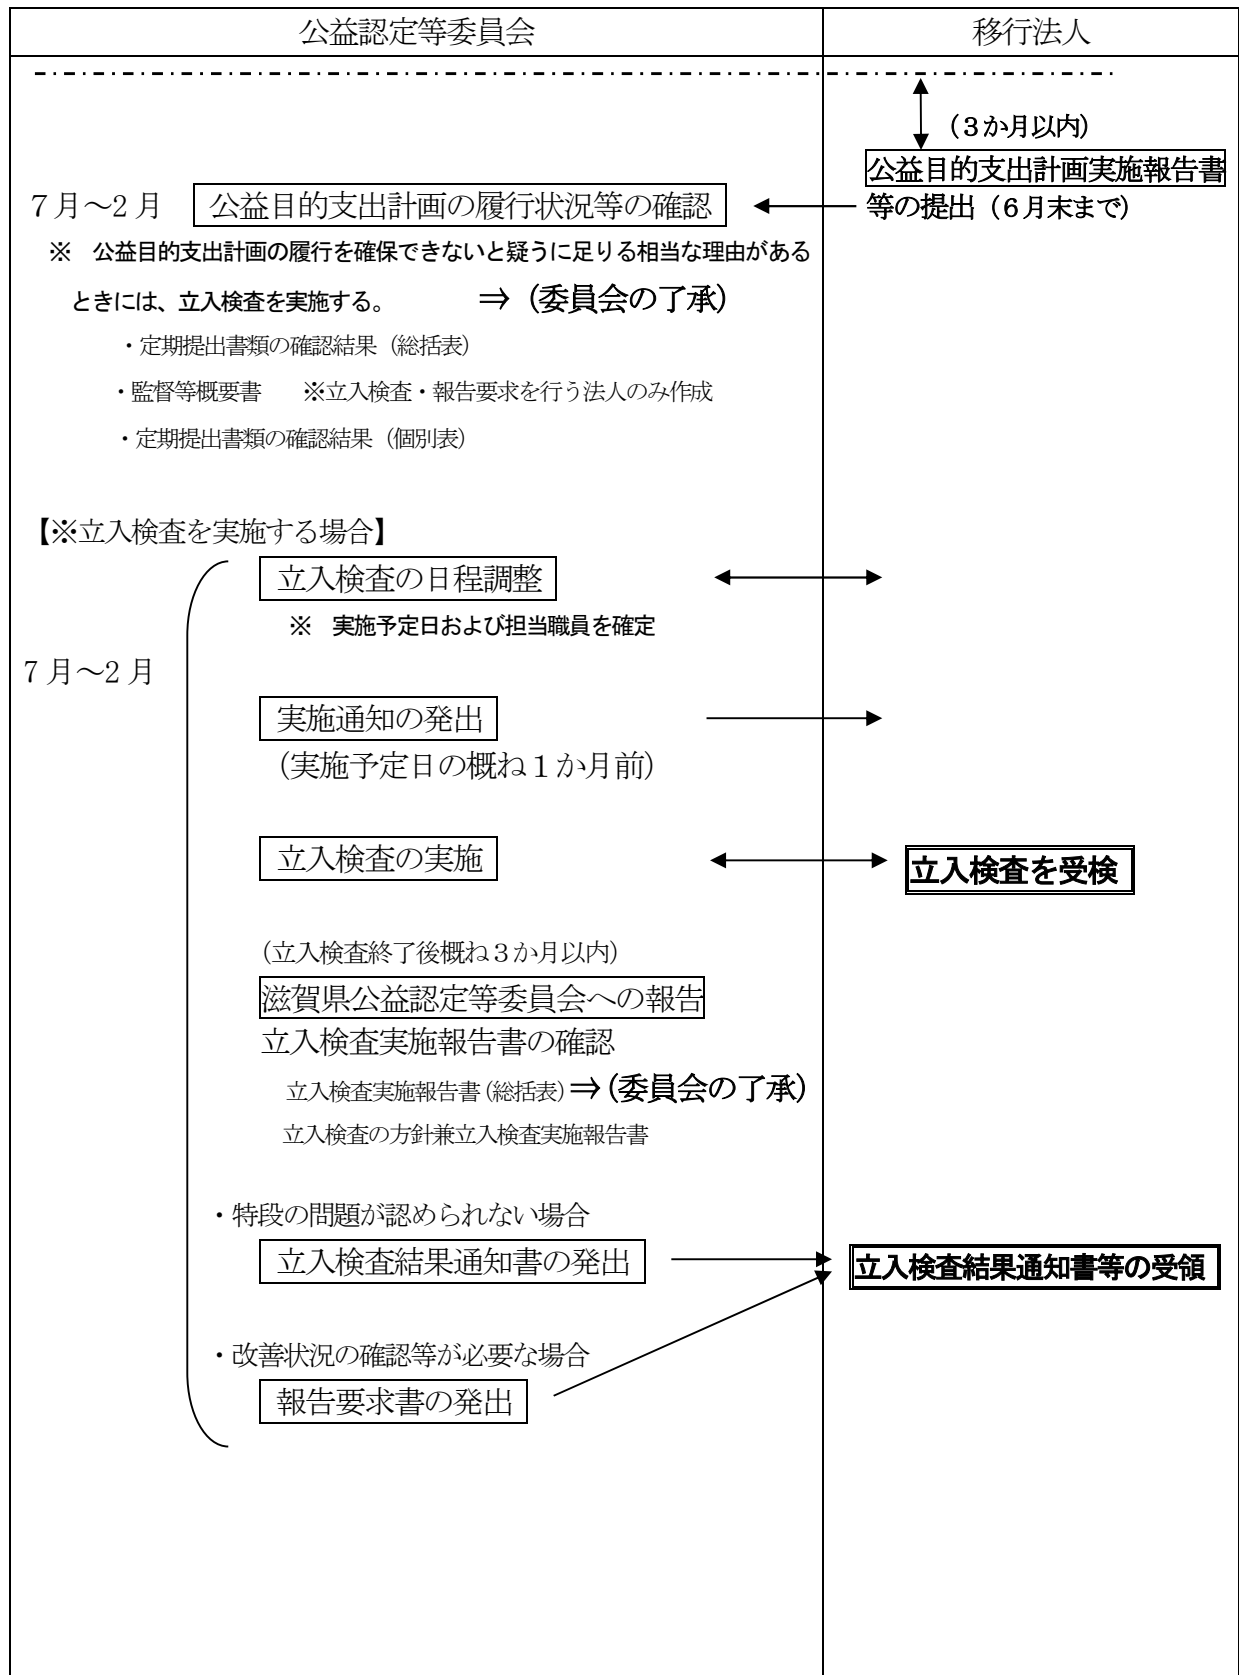 公益認定等委員会
移行法人
（3か月以内）
公益目的支出計画実施報告書
等の提出（6月末まで）
7月～2月 公益目的支出計画の履行状況等の確認
※ 公益目的支出計画の履行を確保できないと疑うに足りる相当な理由がある
ときには、立入検査を実施する。 ⇒（委員会の了承）
・定期提出書類の確認結果（総括表）
・監督等概要書 ※立入検査・報告要求を行う法人のみ作成
・定期提出書類の確認結果（個別表）
【※立入検査を実施する場合】
立入検査の日程調整
※ 実施予定日および担当職員を確定
7月～2月
実施通知の発出
（実施予定日の概ね１か月前）
立入検査の実施
立入検査を受検
（立入検査終了後概ね３か月以内）
滋賀県公益認定等委員会への報告
立入検査実施報告書の確認
立入検査実施報告書(総括表)⇒(委員会の了承)
立入検査の方針兼立入検査実施報告書
・特段の問題が認められない場合
立入検査結果通知書の発出
立入検査結果通知書等の受領
・改善状況の確認等が必要な場合
報告要求書の発出